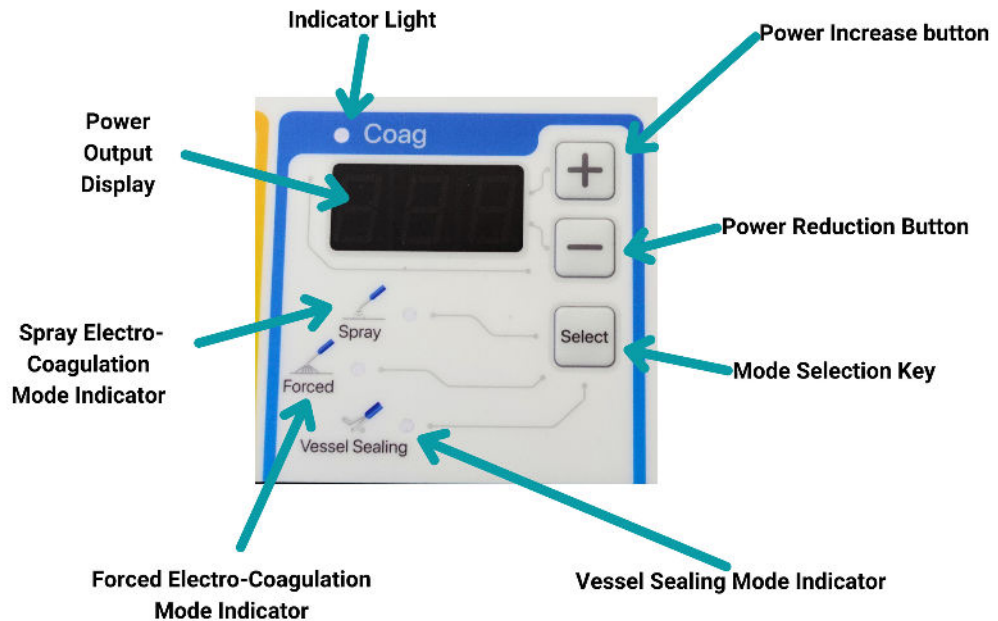 Indicator Light
Power Increase button
Power
Output
Display
Coag
+
−
Power Reduction Button
Spray Electro-
Coagulation
Mode Indicator
Spray
Select
Forced
Mode Selection Key
Vessel Sealing
Forced Electro-Coagulation
Mode Indicator
Vessel Sealing Mode Indicator